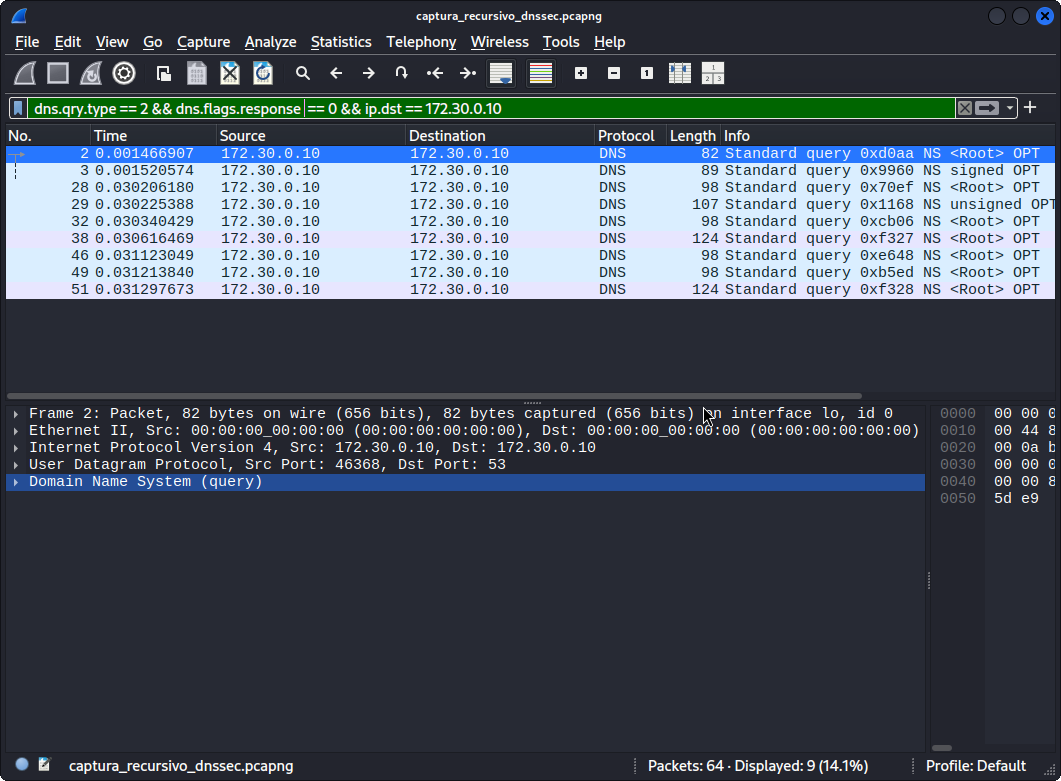 captura_recursivo_dnssec.pcapng
File Edit View Go Capture Analyze Statistics Telephony Wireless Tools Help
dns.qry.type == 2 && dns.flags.response == 0 && ip.dst == 172.30.0.10
No. Time Source Destination Protocol Length Info
2 0.001466907 172.30.0.10 172.30.0.10 DNS 82 Standard query 0xd0aa NS <Root> OPT
3 0.001520574 172.30.0.10 172.30.0.10 DNS 89 Standard query 0x9960 NS signed OPT
28 0.030206180 172.30.0.10 172.30.0.10 DNS 98 Standard query 0x70ef NS <Root> OPT
29 0.030225388 172.30.0.10 172.30.0.10 DNS 107 Standard query 0x1168 NS unsigned OPT
32 0.030340429 172.30.0.10 172.30.0.10 DNS 98 Standard query 0xcb06 NS <Root> OPT
38 0.030616469 172.30.0.10 172.30.0.10 DNS 124 Standard query 0xf327 NS <Root> OPT
46 0.031123049 172.30.0.10 172.30.0.10 DNS 98 Standard query 0xe648 NS <Root> OPT
49 0.031213840 172.30.0.10 172.30.0.10 DNS 98 Standard query 0xb5ed NS <Root> OPT
51 0.031297673 172.30.0.10 172.30.0.10 DNS 124 Standard query 0xf328 NS <Root> OPT
Frame 2: Packet, 82 bytes on wire (656 bits), 82 bytes captured (656 bits) on interface lo, id 0
Ethernet II, Src: 00:00:00_00:00:00 (00:00:00:00:00:00), Dst: 00:00:00_00:00:00 (00:00:00:00:00:00)
Internet Protocol Version 4, Src: 172.30.0.10, Dst: 172.30.0.10
User Datagram Protocol, Src Port: 46368, Dst Port: 53
Domain Name System (query)
0000 00 00 0
0010 00 44 8
0020 00 0a b
0030 00 00 0
0040 00 00 8
0050 5d e9
captura_recursivo_dnssec.pcapng
Packets: 64 · Displayed: 9 (14.1%)
Profile: Default